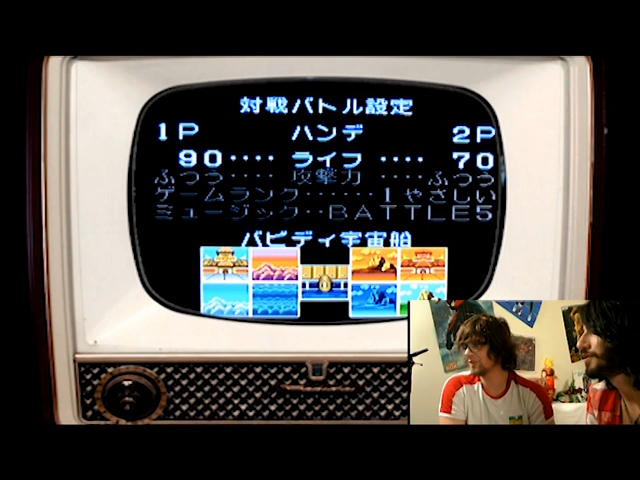 対戦バトル設定
1P ハンデ 2P
90‥‥ ライフ ‥‥ 70
ふつう‥‥ 攻撃力 ‥‥ふつう
ゲームランク‥‥‥1 やさしい
ミュージック‥BATTLE5
バビディ宇宙船